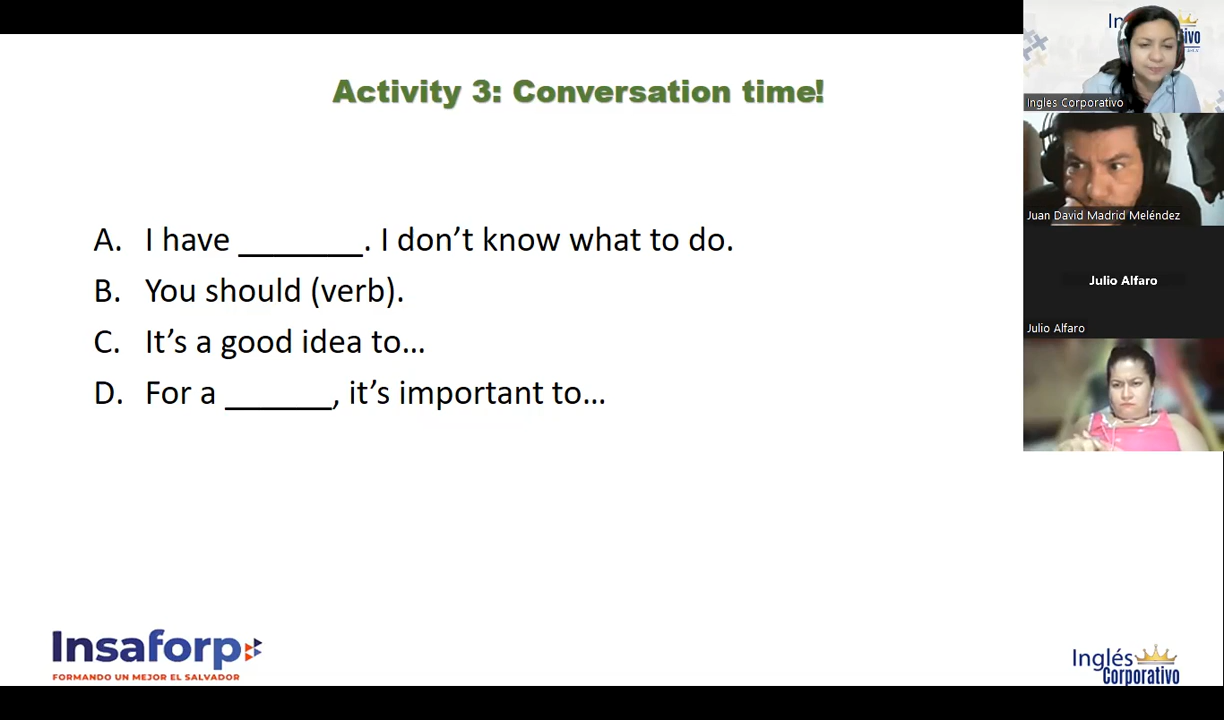 Activity 3: Conversation time!
A. I have _______. I don’t know what to do.
B. You should (verb).
C. It’s a good idea to…
D. For a ______, it’s important to…
Insaforp
FORMANDO UN MEJOR EL SALVADOR
Inglés
Corporativo
Ingles Corporativo
Juan David Madrid Meléndez
Julio Alfaro
Julio Alfaro